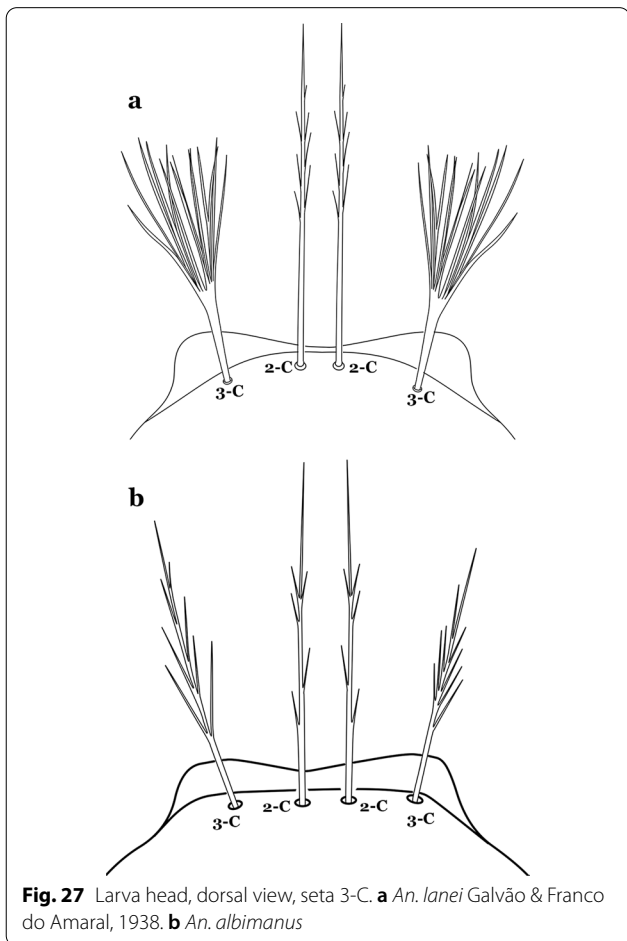 a
3-C 2-C 2-C 3-C
b
3-C 2-C 2-C 3-C
Fig. 27 Larva head, dorsal view, seta 3-C. a An. lanei Galvão & Franco
do Amaral, 1938. b An. albimanus